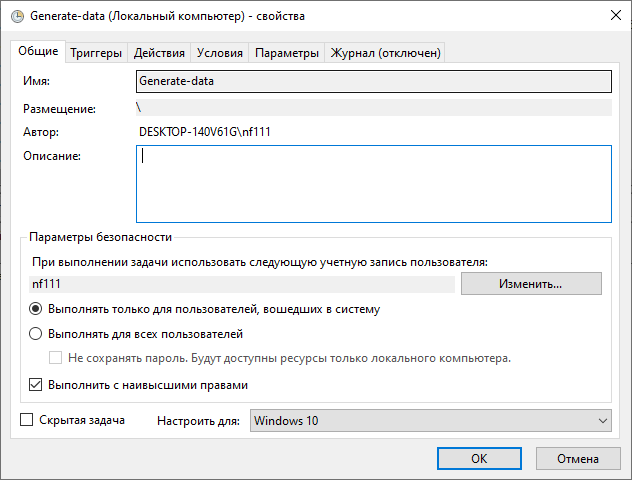 Generate-data (Локальный компьютер) - свойства
Общие Триггеры Действия Условия Параметры Журнал (отключен)
Имя: Generate-data
Размещение: \
Автор: DESKTOP-140V61G\nf111
Описание:
Параметры безопасности
При выполнении задачи использовать следующую учетную запись пользователя:
nf111 Изменить...
Выполнять только для пользователей, вошедших в систему
Выполнять для всех пользователей
Не сохранять пароль. Будут доступны ресурсы только локального компьютера.
Выполнить с наивысшими правами
Скрытая задача Настроить для: Windows 10
OK Отмена